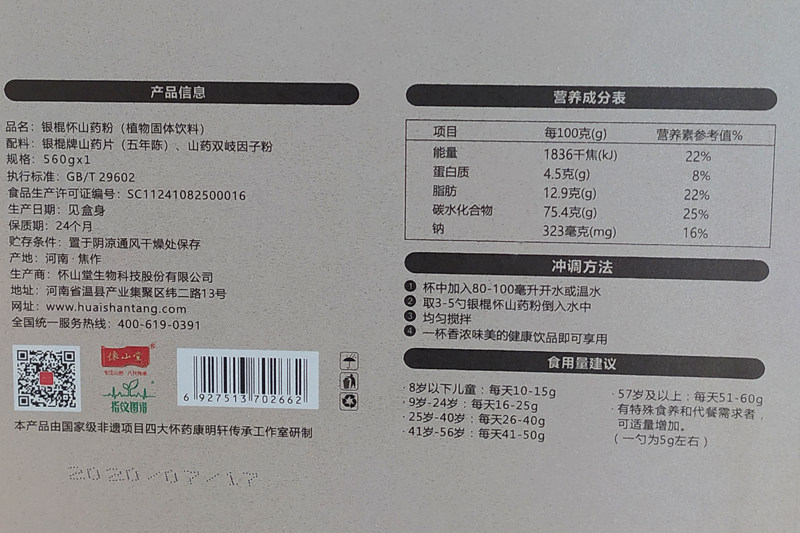 产品信息
品名：银棍怀山药粉（植物固体饮料）
配料：银棍牌山药片（五年陈）、山药双岐因子粉
规格：560gx1
执行标准：GB/T 29602
食品生产许可证编号：SC11241082500016
生产日期：见盒身
保质期：24个月
贮存条件：置于阴凉通风干燥处保存
产地：河南·焦作
生产商：怀山堂生物科技股份有限公司
地址：河南省温县产业集聚区纬二路13号
网址：www.huaishantang.com
全国统一服务热线：400-619-0391
怀山堂
指纹图谱
6 927513 702662
本产品由国家级非遗项目四大怀药康明轩传承工作室研制
2020/07/17
营养成分表
项目 每100克(g) 营养素参考值%
能量 1836千焦(kJ) 22%
蛋白质 4.5克(g) 8%
脂肪 12.9克(g) 22%
碳水化合物 75.4克(g) 25%
钠 323毫克(mg) 16%
冲调方法
1 杯中加入80-100毫升开水或温水
2 取3-5勺银棍怀山药粉倒入水中
3 均匀搅拌
4 一杯香浓味美的健康饮品即可享用
食用量建议
·8岁以下儿童：每天10-15g
·9岁-24岁：每天16-25g
·25岁-40岁：每天26-40g
·41岁-56岁：每天41-50g
·57岁及以上：每天51-60g
·有特殊食养和代餐需求者，
可适量增加。
（一勺为5g左右）